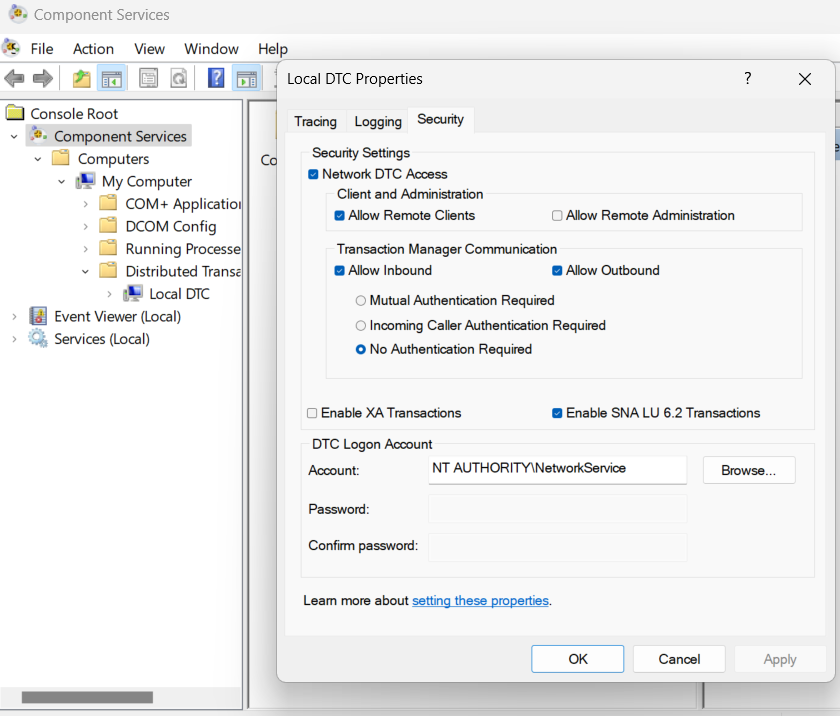 Component Services
File Action View Window Help
Console Root
Component Services
Computers
My Computer
COM+ Application
DCOM Config
Running Processe
Distributed Transa
Local DTC
Event Viewer (Local)
Services (Local)
Co
Local DTC Properties
?
Tracing Logging Security
Security Settings
Network DTC Access
Client and Administration
Allow Remote Clients Allow Remote Administration
Transaction Manager Communication
Allow Inbound Allow Outbound
Mutual Authentication Required
Incoming Caller Authentication Required
No Authentication Required
Enable XA Transactions Enable SNA LU 6.2 Transactions
DTC Logon Account
Account: NT AUTHORITY\NetworkService Browse...
Password:
Confirm password:
Learn more about setting these properties.
OK Cancel Apply